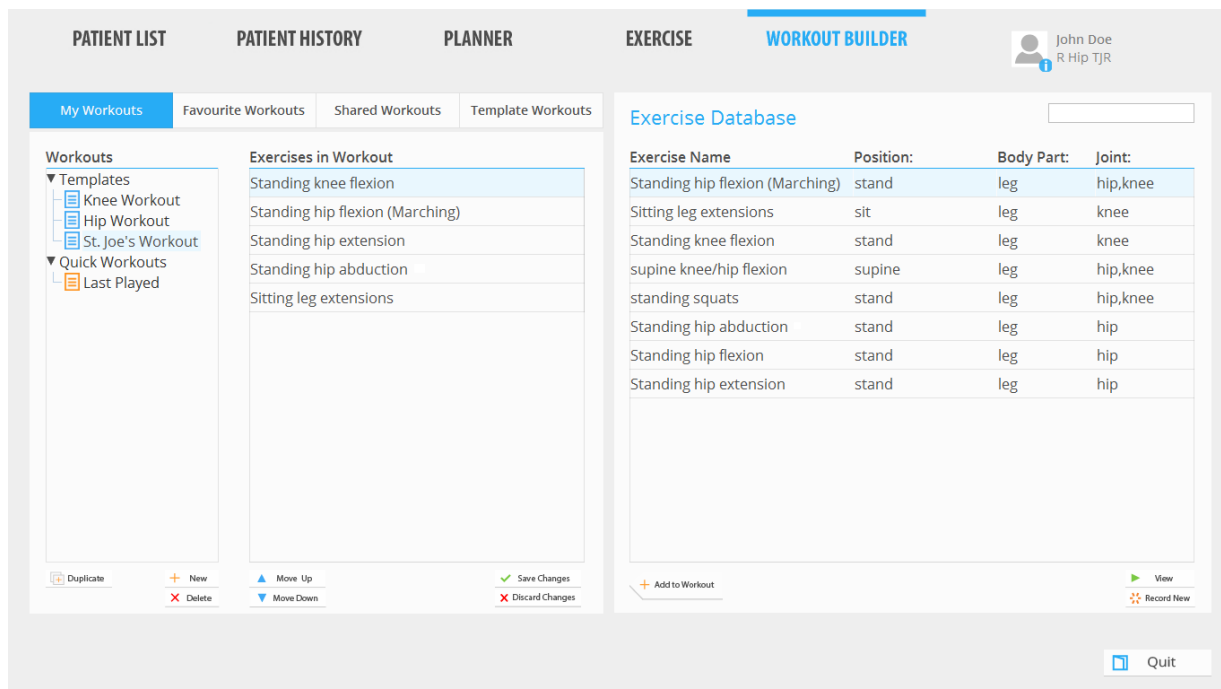 PATIENT LIST PATIENT HISTORY PLANNER EXERCISE WORKOUT BUILDER
John Doe
R Hip TJR
My Workouts Favourite Workouts Shared Workouts Template Workouts
Workouts
Templates
Knee Workout
Hip Workout
St. Joe's Workout
Quick Workouts
Last Played
Duplicate
New
Delete
Exercises in Workout
Standing knee flexion
Standing hip flexion (Marching)
Standing hip extension
Standing hip abduction
Sitting leg extensions
Move Up
Move Down
Save Changes
Discard Changes
Exercise Database
Exercise Name Position: Body Part: Joint:
Standing hip flexion (Marching) stand leg hip,knee
Sitting leg extensions sit leg knee
Standing knee flexion stand leg knee
supine knee/hip flexion supine leg hip,knee
standing squats stand leg hip,knee
Standing hip abduction stand leg hip
Standing hip flexion stand leg hip
Standing hip extension stand leg hip
Add to Workout
View
Record New
Quit